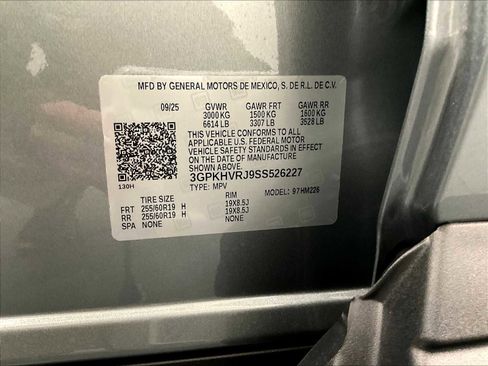 MFD BY GENERAL MOTORS DE MEXICO, S. DE R.L. DE C.V.
09/25 GVWR GAWR FRT GAWR RR
3000 KG 1500 KG 1600 KG
6614 LB 3307 LB 3528 LB
THIS VEHICLE CONFORMS TO ALL
APPLICABLE U.S. FEDERAL MOTOR
VEHICLE SAFETY STANDARDS IN
EFFECT ON THE DATE OF MANUFACTURE
SHOWN ABOVE.
3GPKHVRJ9SS526227
TYPE: MPV MODEL: 97HM226
130H
TIRE SIZE RIM
FRT 255/60R19 H 19X8.5J
RR 255/60R19 H 19X8.5J
SPA NONE NONE